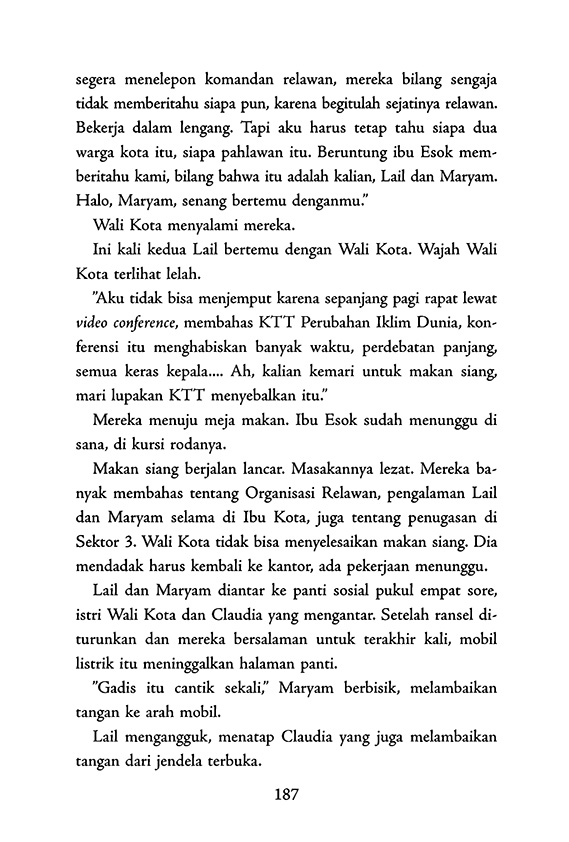 segera menelepon komandan relawan, mereka bilang sengaja
tidak memberitahu siapa pun, karena begitulah sejatinya relawan.
Bekerja dalam lengang. Tapi aku harus tetap tahu siapa dua
warga kota itu, siapa pahlawan itu. Beruntung ibu Esok mem-
beritahu kami, bilang bahwa itu adalah kalian, Lail dan Maryam.
Halo, Maryam, senang bertemu denganmu.”
Wali Kota menyalami mereka.
Ini kali kedua Lail bertemu dengan Wali Kota. Wajah Wali
Kota terlihat lelah.
”Aku tidak bisa menjemput karena sepanjang pagi rapat lewat
video conference, membahas KTT Perubahan Iklim Dunia, kon-
ferensi itu menghabiskan banyak waktu, perdebatan panjang,
semua keras kepala.... Ah, kalian kemari untuk makan siang,
mari lupakan KTT menyebalkan itu.”
Mereka menuju meja makan. Ibu Esok sudah menunggu di
sana, di kursi rodanya.
Makan siang berjalan lancar. Masakannya lezat. Mereka ba-
nyak membahas tentang Organisasi Relawan, pengalaman Lail
dan Maryam selama di Ibu Kota, juga tentang penugasan di
Sektor 3. Wali Kota tidak bisa menyelesaikan makan siang. Dia
mendadak harus kembali ke kantor, ada pekerjaan menunggu.
Lail dan Maryam diantar ke panti sosial pukul empat sore,
istri Wali Kota dan Claudia yang mengantar. Setelah ransel di-
turunkan dan mereka bersalaman untuk terakhir kali, mobil
listrik itu meninggalkan halaman panti.
”Gadis itu cantik sekali,” Maryam berbisik, melambaikan
tangan ke arah mobil.
Lail mengangguk, menatap Claudia yang juga melambaikan
tangan dari jendela terbuka.
187